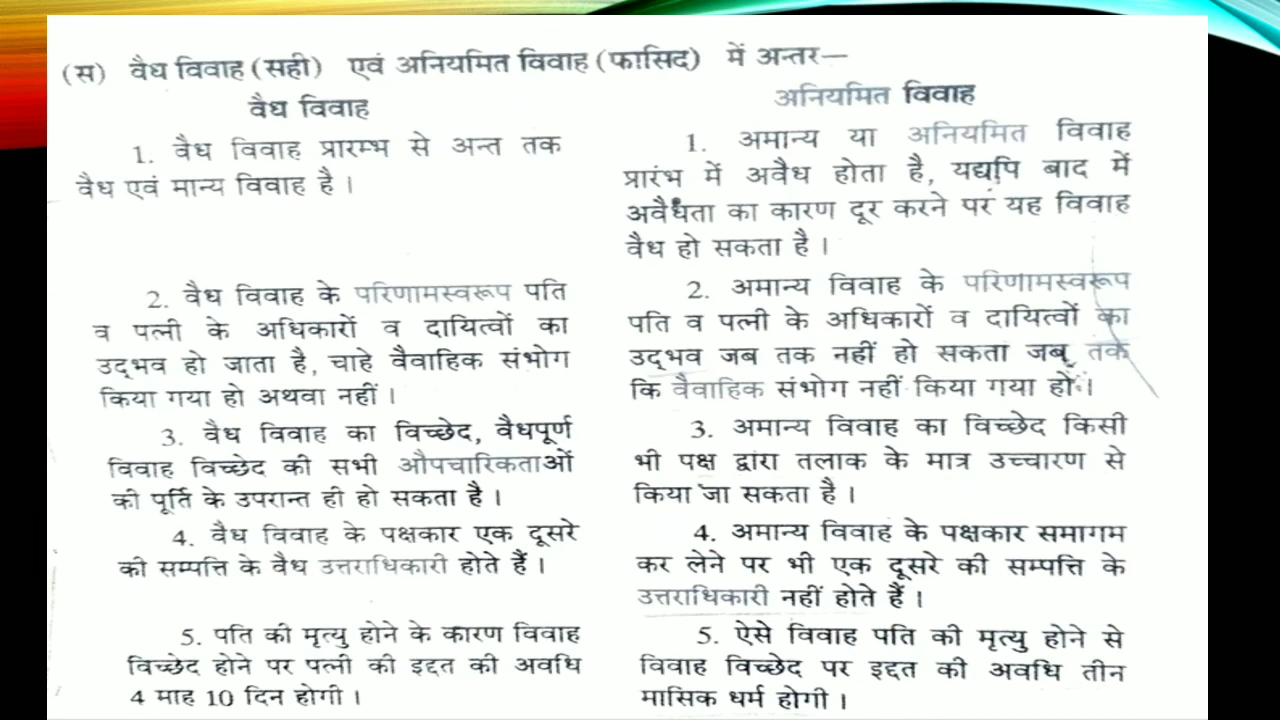 (स) वैध विवाह (सही) एवं अनियमित विवाह (फासिद) में अन्तर—
वैध विवाह
1. वैध विवाह प्रारम्भ से अन्त तक
वैध एवं मान्य विवाह है।
2. वैध विवाह के परिणामस्वरूप पति
व पत्नी के अधिकारों व दायित्वों का
उद्भव हो जाता है, चाहे वैवाहिक संभोग
किया गया हो अथवा नहीं।
3. वैध विवाह का विच्छेद, वैधपूर्ण
विवाह विच्छेद की सभी औपचारिकताओं
की पूर्ति के उपरान्त ही हो सकता है।
4. वैध विवाह के पक्षकार एक दूसरे
की सम्पत्ति के वैध उत्तराधिकारी होते हैं।
5. पति की मृत्यु होने के कारण विवाह
विच्छेद होने पर पत्नी की इद्दत की अवधि
4 माह 10 दिन होगी।
अनियमित विवाह
1. अमान्य या अनियमित विवाह
प्रारंभ में अवैध होता है, यद्यपि बाद में
अवैधता का कारण दूर करने पर यह विवाह
वैध हो सकता है।
2. अमान्य विवाह के परिणामस्वरूप
पति व पत्नी के अधिकारों व दायित्वों का
उद्भव जब तक नहीं हो सकता जब तक
कि वैवाहिक संभोग नहीं किया गया हो।
3. अमान्य विवाह का विच्छेद किसी
भी पक्ष द्वारा तलाक के मात्र उच्चारण से
किया जा सकता है।
4. अमान्य विवाह के पक्षकार समागम
कर लेने पर भी एक दूसरे की सम्पत्ति के
उत्तराधिकारी नहीं होते हैं।
5. ऐसे विवाह पति की मृत्यु होने से
विवाह विच्छेद पर इद्दत की अवधि तीन
मासिक धर्म होगी।